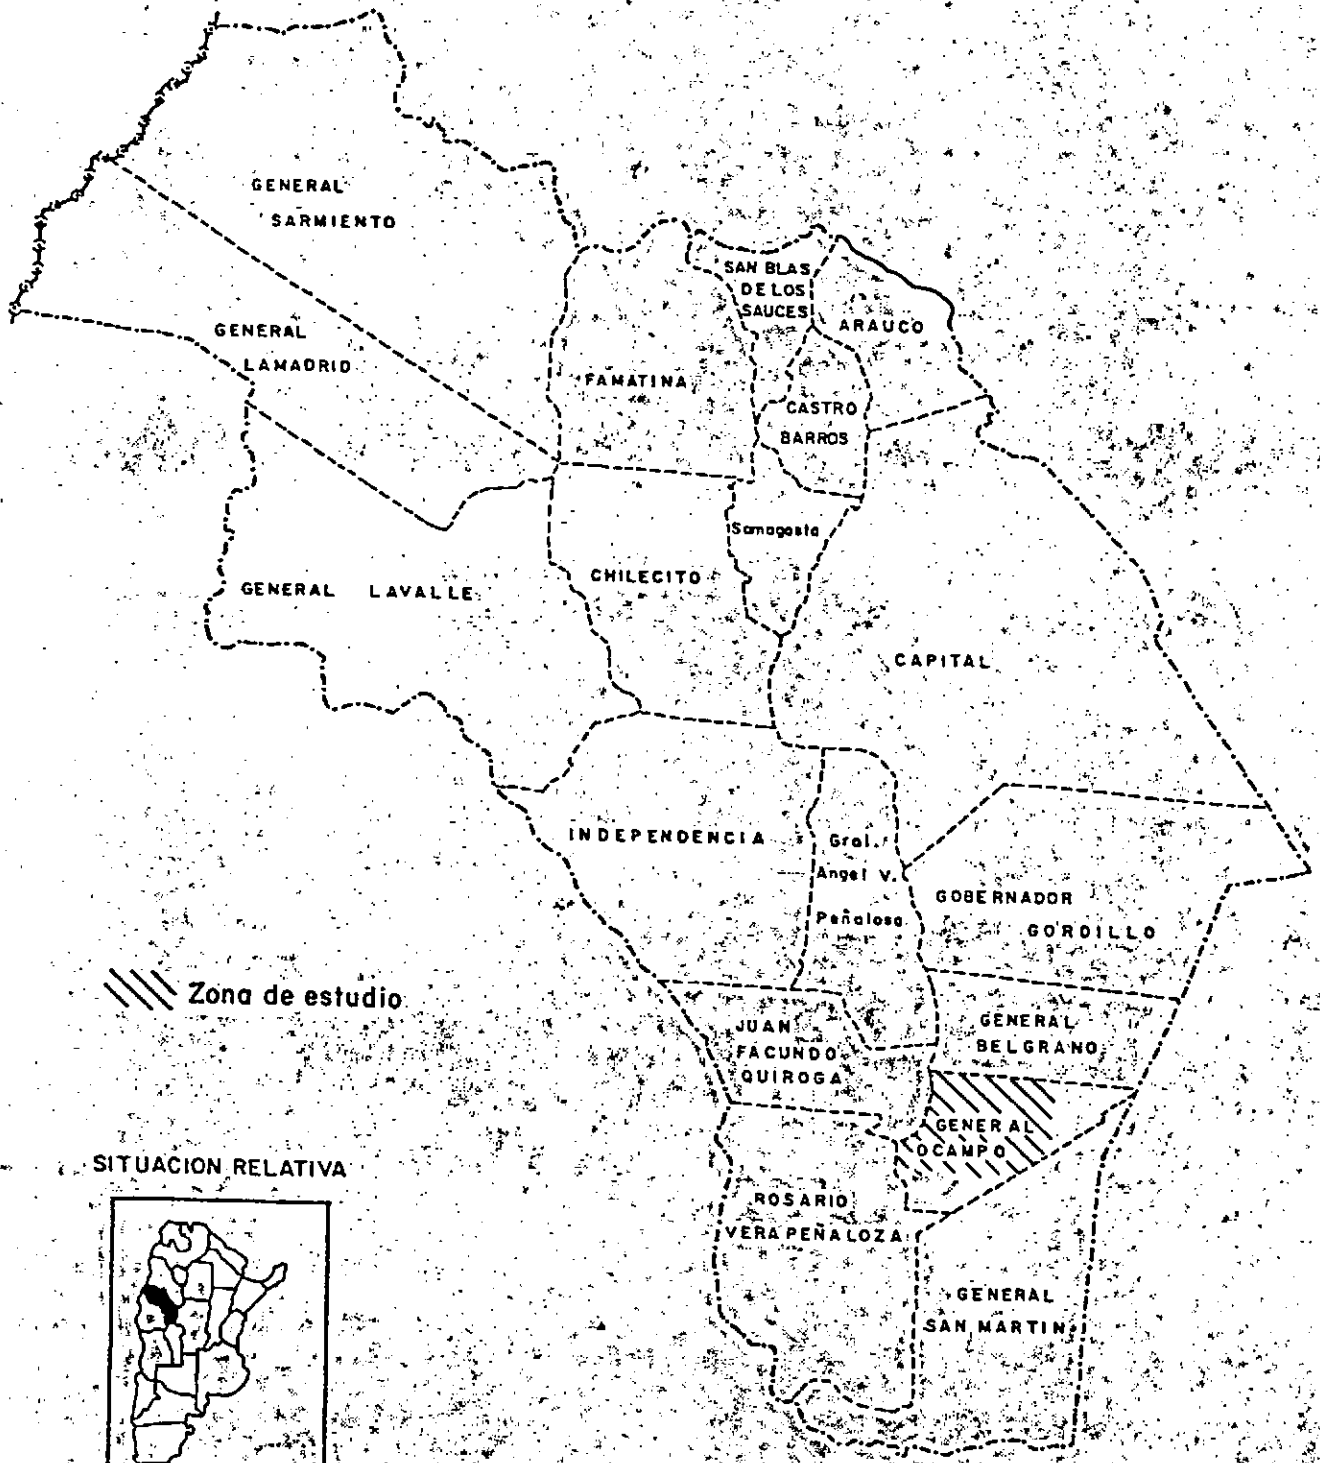 GENERAL
SARMIENTO
GENERAL
LAMADRID
FAMATINA
SAN BLAS
DE LOS
SAUCES
ARAUCO
CASTRO
BARROS
Samagasta
GENERAL LAVALLE
CHILECITO
CAPITAL
INDEPENDENCIA
Gral.
Angel V.
Peñalosa
GOBERNADOR
GORDILLO
Zona de estudio
JUAN
FACUNDO
QUIROGA
GENERAL
BELGRANO
GENERAL
OCAMPO
SITUACION RELATIVA
ROSARIO
VERA PEÑALOZA
GENERAL
SAN MARTIN